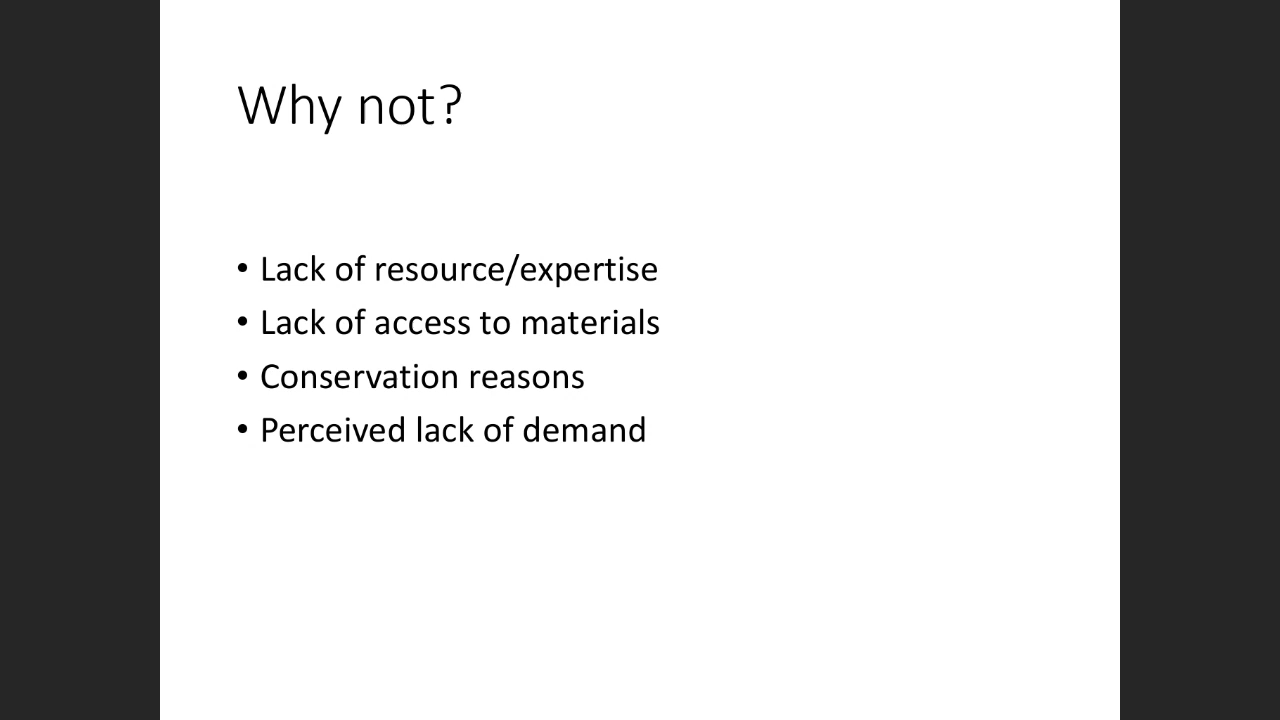 Why not?
• Lack of resource/expertise
• Lack of access to materials
• Conservation reasons
• Perceived lack of demand